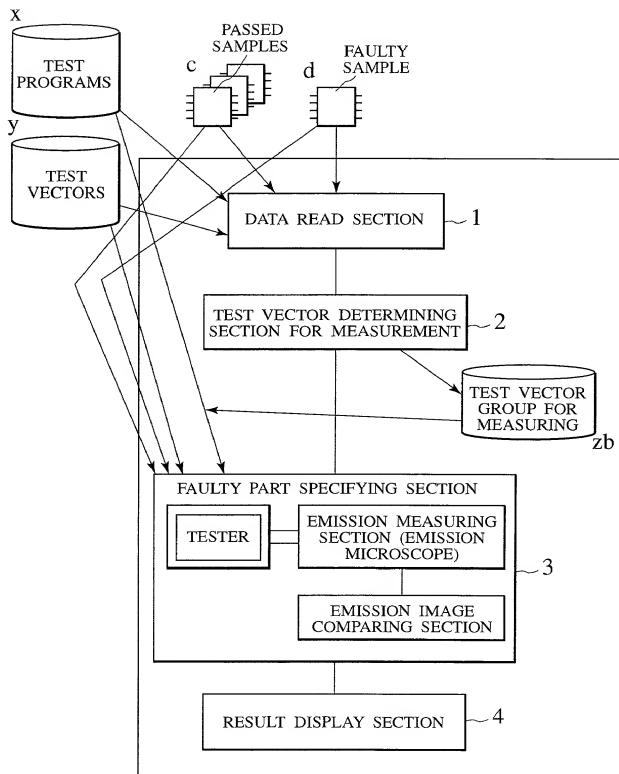 x
TEST
PROGRAMS
PASSED
SAMPLES
c
d
FAULTY
SAMPLE
y
TEST
VECTORS
DATA READ SECTION
1
TEST VECTOR DETERMINING
SECTION FOR MEASUREMENT
2
TEST VECTOR
GROUP FOR
MEASURING
zb
FAULTY PART SPECIFYING SECTION
TESTER
EMISSION MEASURING
SECTION (EMISSION
MICROSCOPE)
3
EMISSION IMAGE
COMPARING SECTION
RESULT DISPLAY SECTION
4